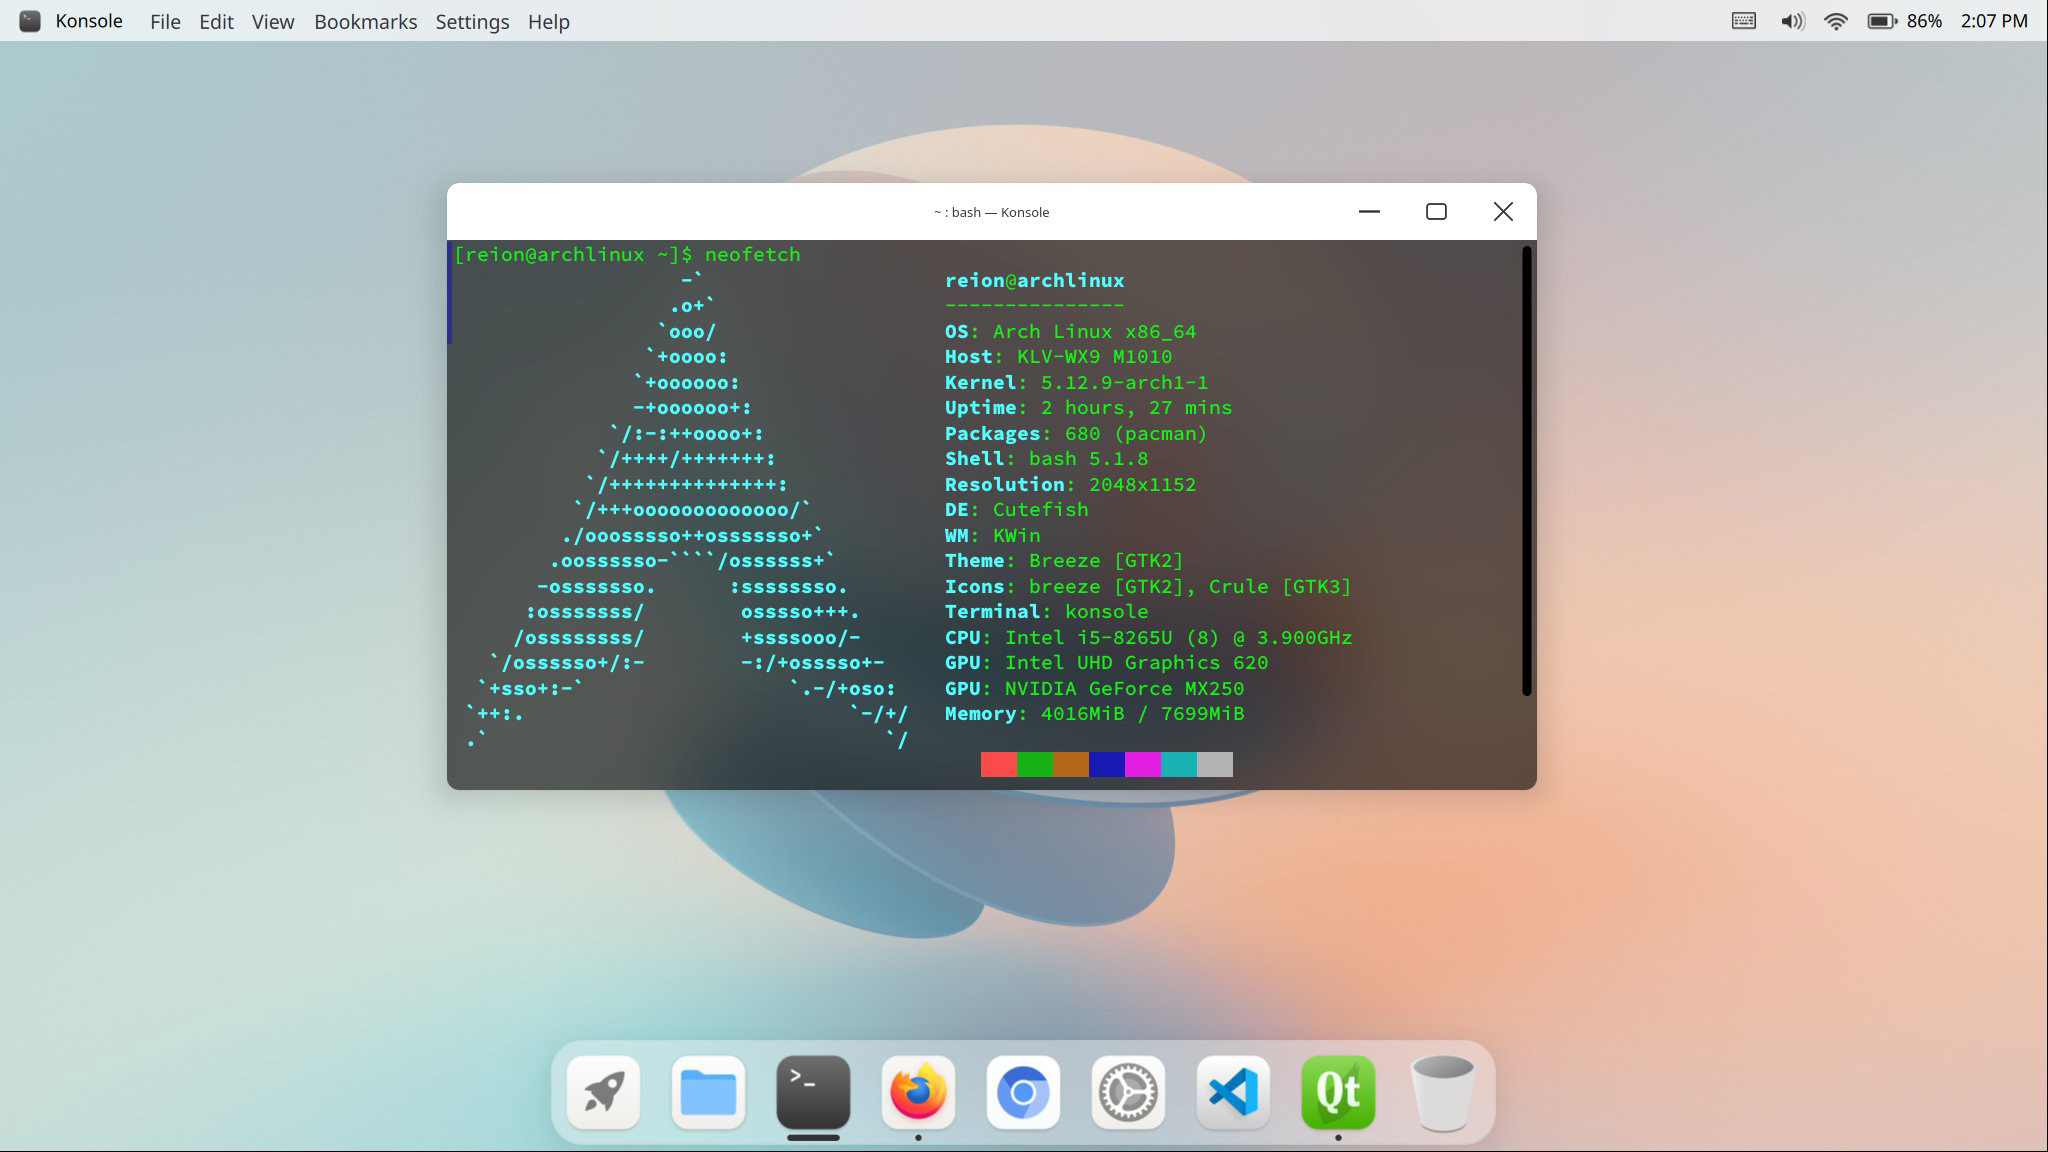 Konsole File Edit View Bookmarks Settings Help 86% 2:07 PM
~ : bash — Konsole
[reion@archlinux ~]$ neofetch
-` reion@archlinux
.o+` ---------------
`ooo/ OS: Arch Linux x86_64
`+oooo: Host: KLV-WX9 M1010
`+oooooo: Kernel: 5.12.9-arch1-1
-+oooooo+: Uptime: 2 hours, 27 mins
`/:-:++oooo+: Packages: 680 (pacman)
`/++++/+++++++: Shell: bash 5.1.8
`/++++++++++++++: Resolution: 2048x1152
`/+++ooooooooooooo/` DE: Cutefish
./ooosssso++osssssso+` WM: KWin
.oossssso-````/ossssss+` Theme: Breeze [GTK2]
-osssssso. :ssssssso. Icons: breeze [GTK2], Crule [GTK3]
:osssssss/ osssso+++. Terminal: konsole
/ossssssss/ +ssssooo/- CPU: Intel i5-8265U (8) @ 3.900GHz
`/ossssso+/:- -:/+osssso+- GPU: Intel UHD Graphics 620
`+sso+:-` `.-/+oso: GPU: NVIDIA GeForce MX250
`++:. `-/+/ Memory: 4016MiB / 7699MiB
.` `/
>_
Qt